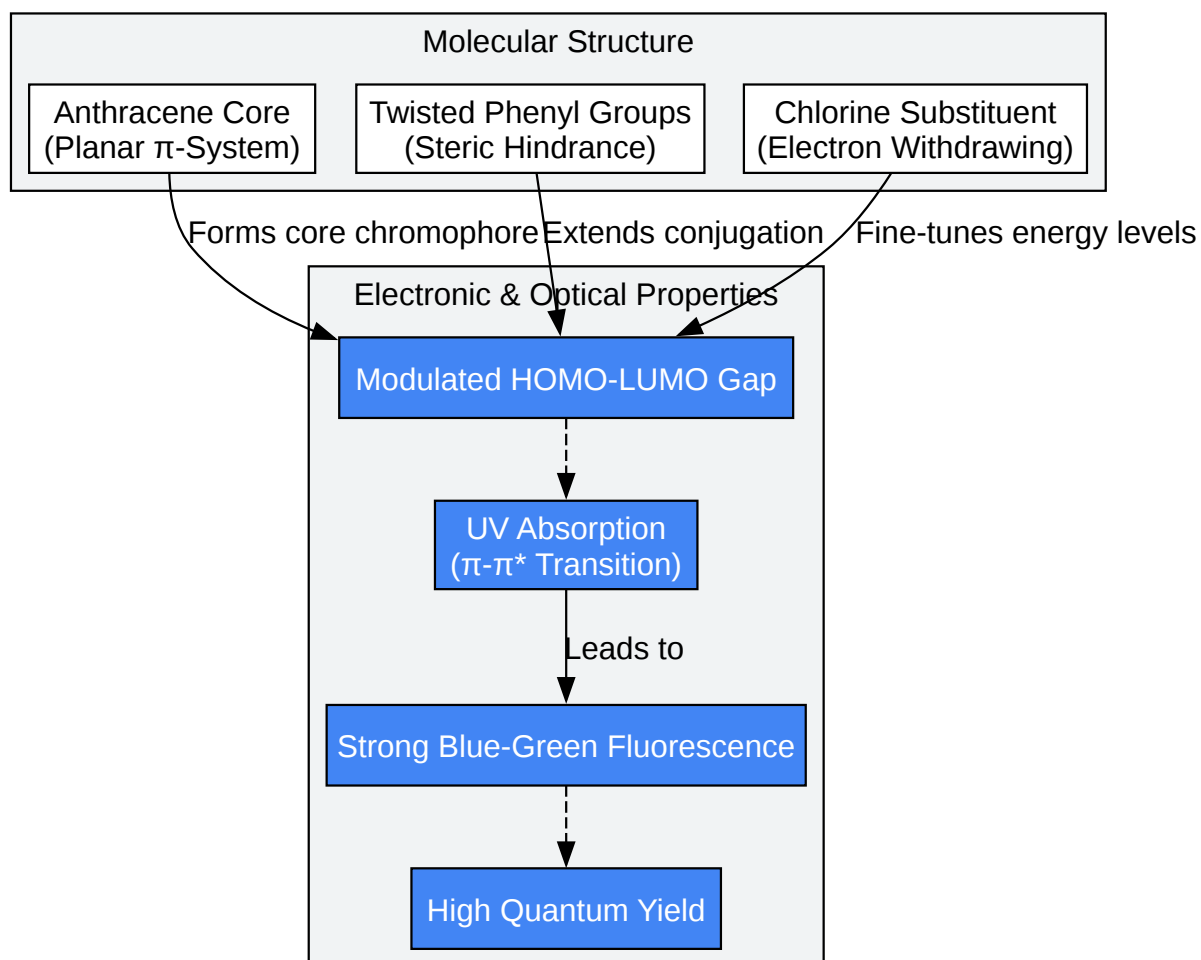 Molecular Structure
Anthracene Core
(Planar π-System)
Twisted Phenyl Groups
(Steric Hindrance)
Chlorine Substituent
(Electron Withdrawing)
Forms core chromophore
Extends conjugation
Fine-tunes energy levels
Electronic & Optical Properties
Modulated HOMO-LUMO Gap
UV Absorption
(π-π* Transition)
Leads to
Strong Blue-Green Fluorescence
High Quantum Yield